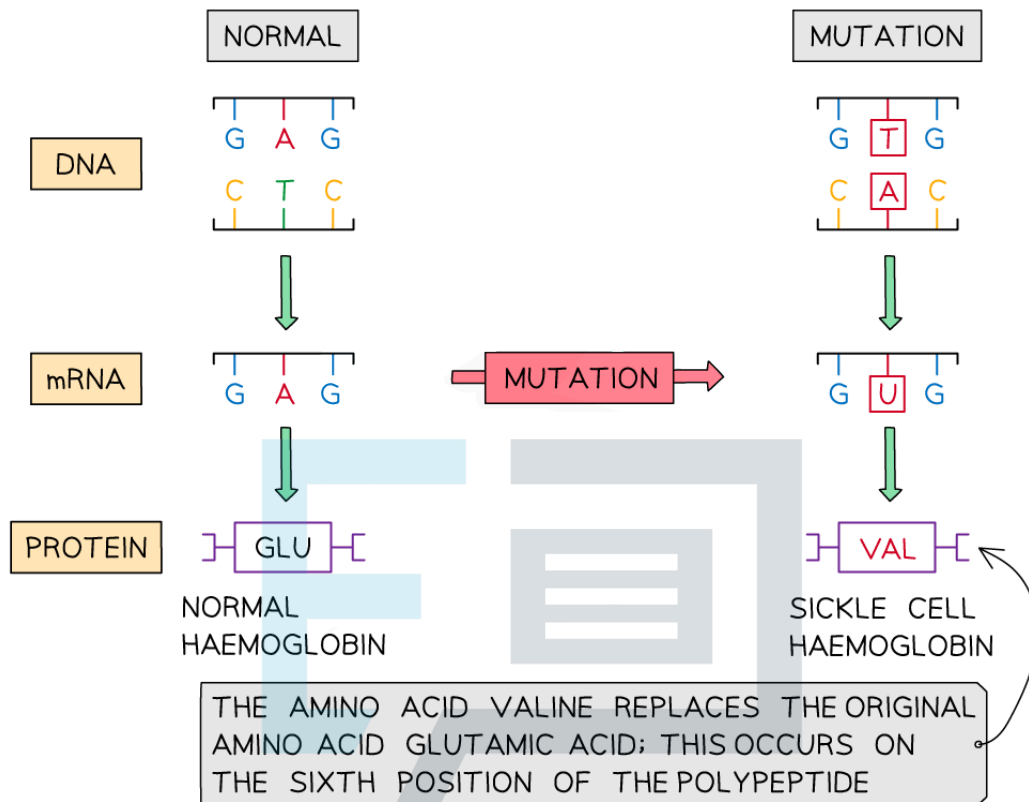 NORMAL
MUTATION
DNA
G A G
C T C
G T G
C A C
mRNA
G A G
MUTATION
G U G
PROTEIN
GLU
VAL
NORMAL
HAEMOGLOBIN
SICKLE CELL
HAEMOGLOBIN
THE AMINO ACID VALINE REPLACES THE ORIGINAL
AMINO ACID GLUTAMIC ACID; THIS OCCURS ON
THE SIXTH POSITION OF THE POLYPEPTIDE